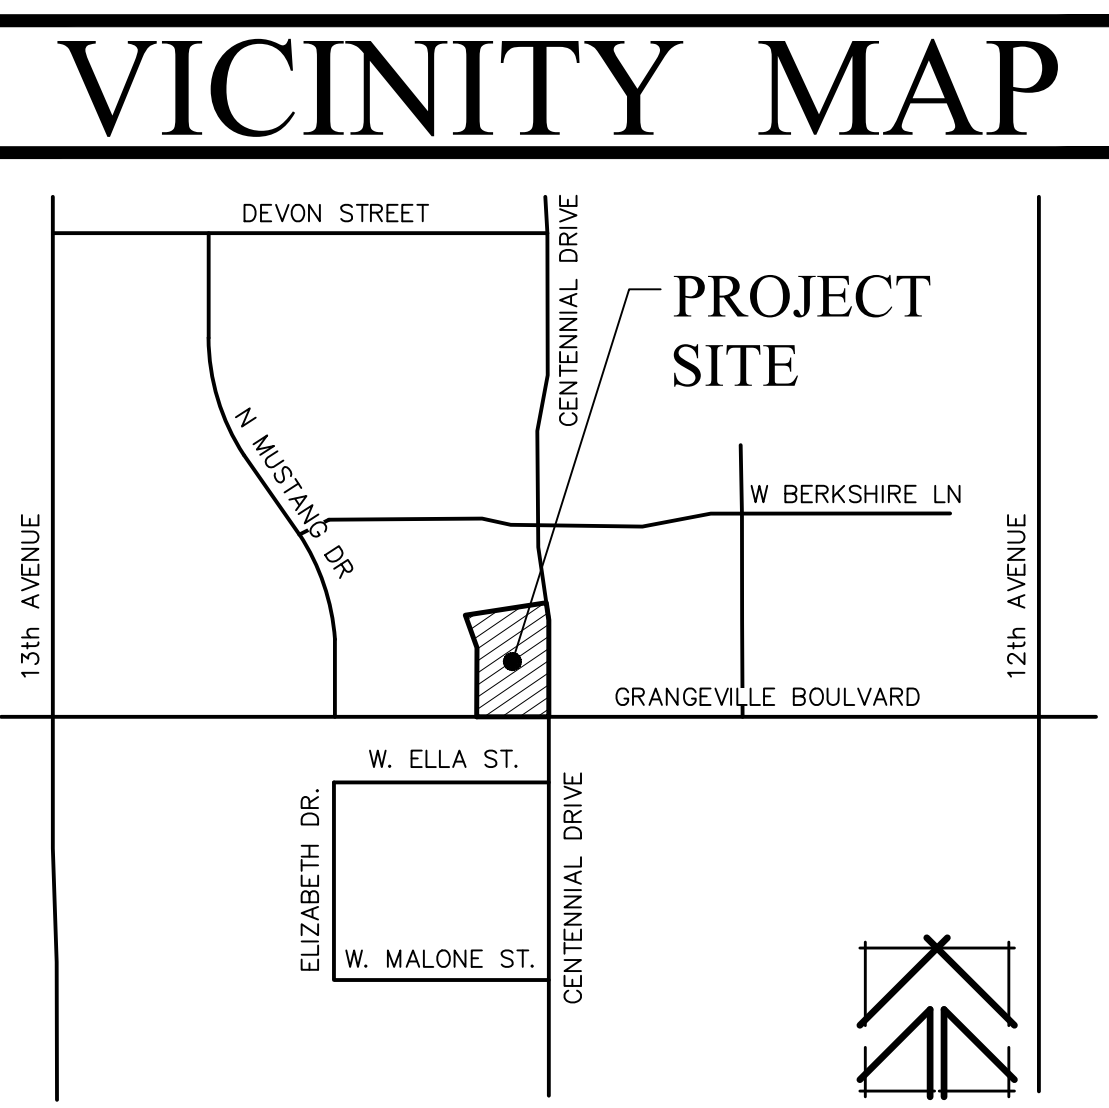 VICINITY MAP
DEVON STREET
CENTENNIAL DRIVE
PROJECT
SITE
N MUSTANG DR
W BERKSHIRE LN
13th AVENUE
12th AVENUE
GRANGEVILLE BOULVARD
W. ELLA ST.
ELIZABETH DR.
CENTENNIAL DRIVE
W. MALONE ST.